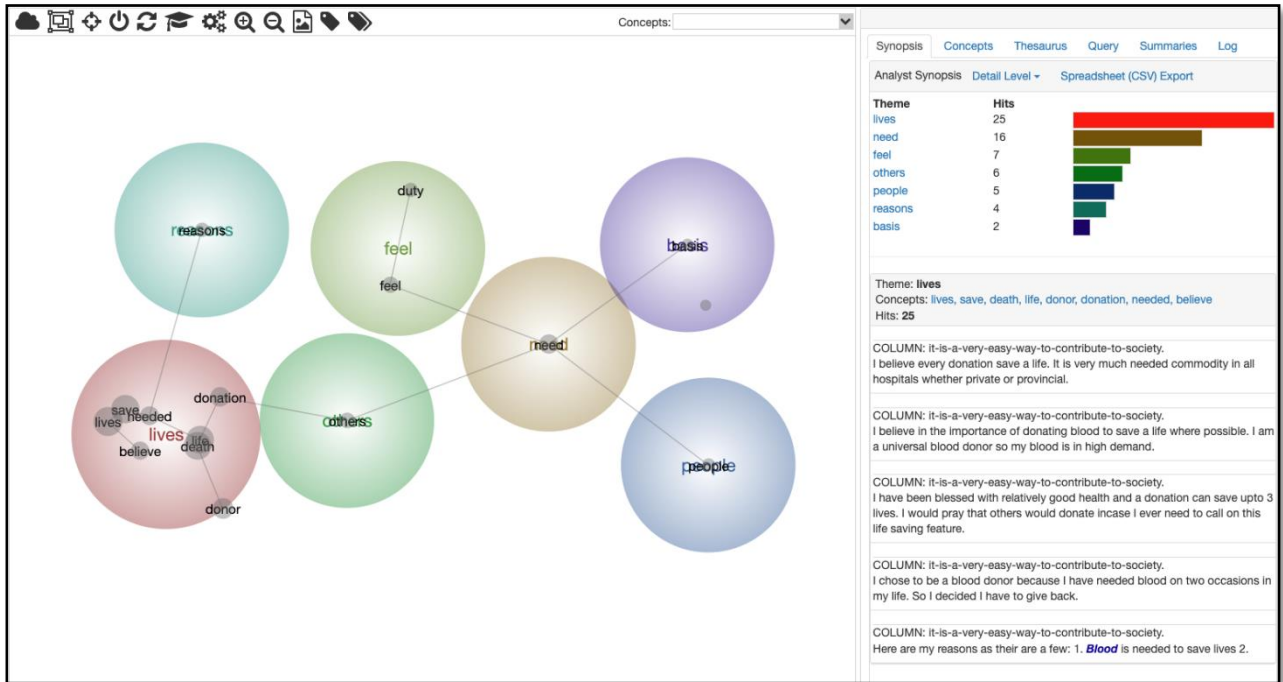 Concepts:
reasons
reasons
duty
feel
feel
basis
basis
need
need
donation
save
lives
needed
lives
life
death
believe
donor
others
others
people
people
Synopsis Concepts Thesaurus Query Summaries Log
Analyst Synopsis Detail Level Spreadsheet (CSV) Export
Theme Hits
lives 25
need 16
feel 7
others 6
people 5
reasons 4
basis 2
Theme: lives
Concepts: lives, save, death, life, donor, donation, needed, believe
Hits: 25
COLUMN: it-is-a-very-easy-way-to-contribute-to-society.
I believe every donation save a life. It is very much needed commodity in all
hospitals whether private or provincial.
COLUMN: it-is-a-very-easy-way-to-contribute-to-society.
I believe in the importance of donating blood to save a life where possible. I am
a universal blood donor so my blood is in high demand.
COLUMN: it-is-a-very-easy-way-to-contribute-to-society.
I have been blessed with relatively good health and a donation can save upto 3
lives. I would pray that others would donate incase I ever need to call on this
life saving feature.
COLUMN: it-is-a-very-easy-way-to-contribute-to-society.
I chose to be a blood donor because I have needed blood on two occasions in
my life. So I decided I have to give back.
COLUMN: it-is-a-very-easy-way-to-contribute-to-society.
Here are my reasons as their are a few: 1. Blood is needed to save lives 2.